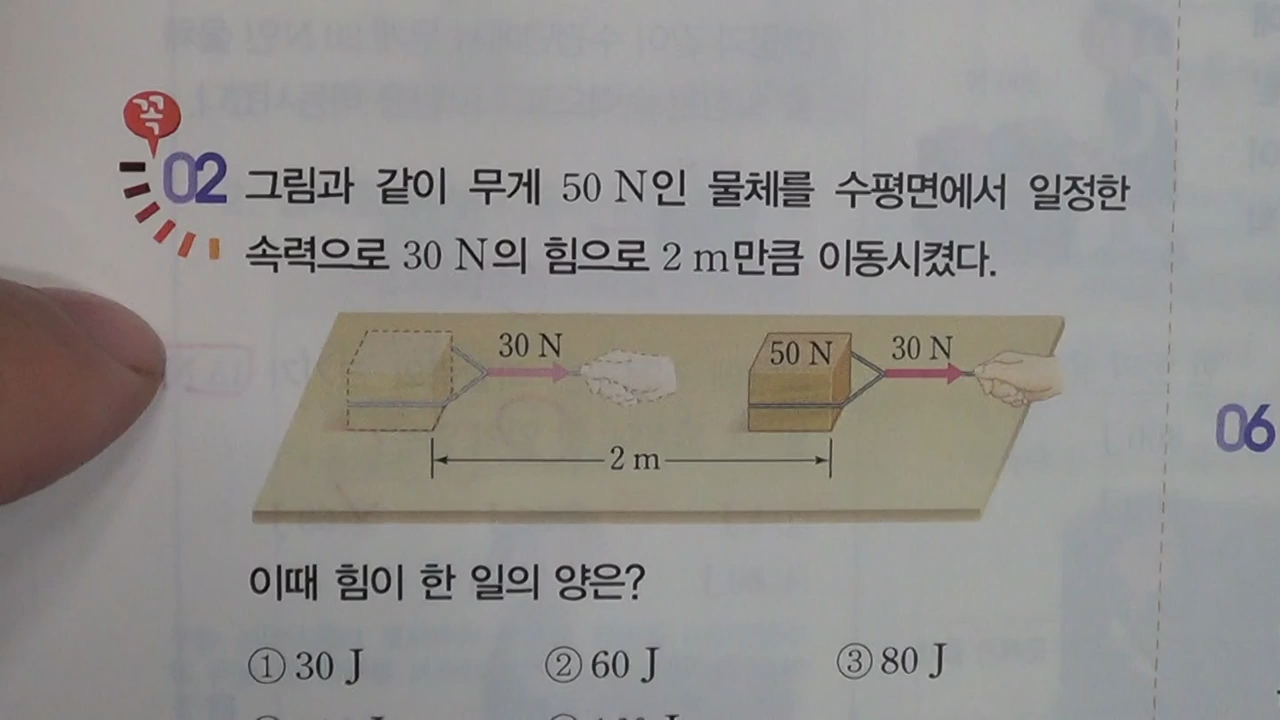 꼭
02 그림과 같이 무게 50 N인 물체를 수평면에서 일정한
속력으로 30 N의 힘으로 2 m만큼 이동시켰다.
30 N
50 N
30 N
2 m
이때 힘이 한 일의 양은?
① 30 J ② 60 J ③ 80 J
06